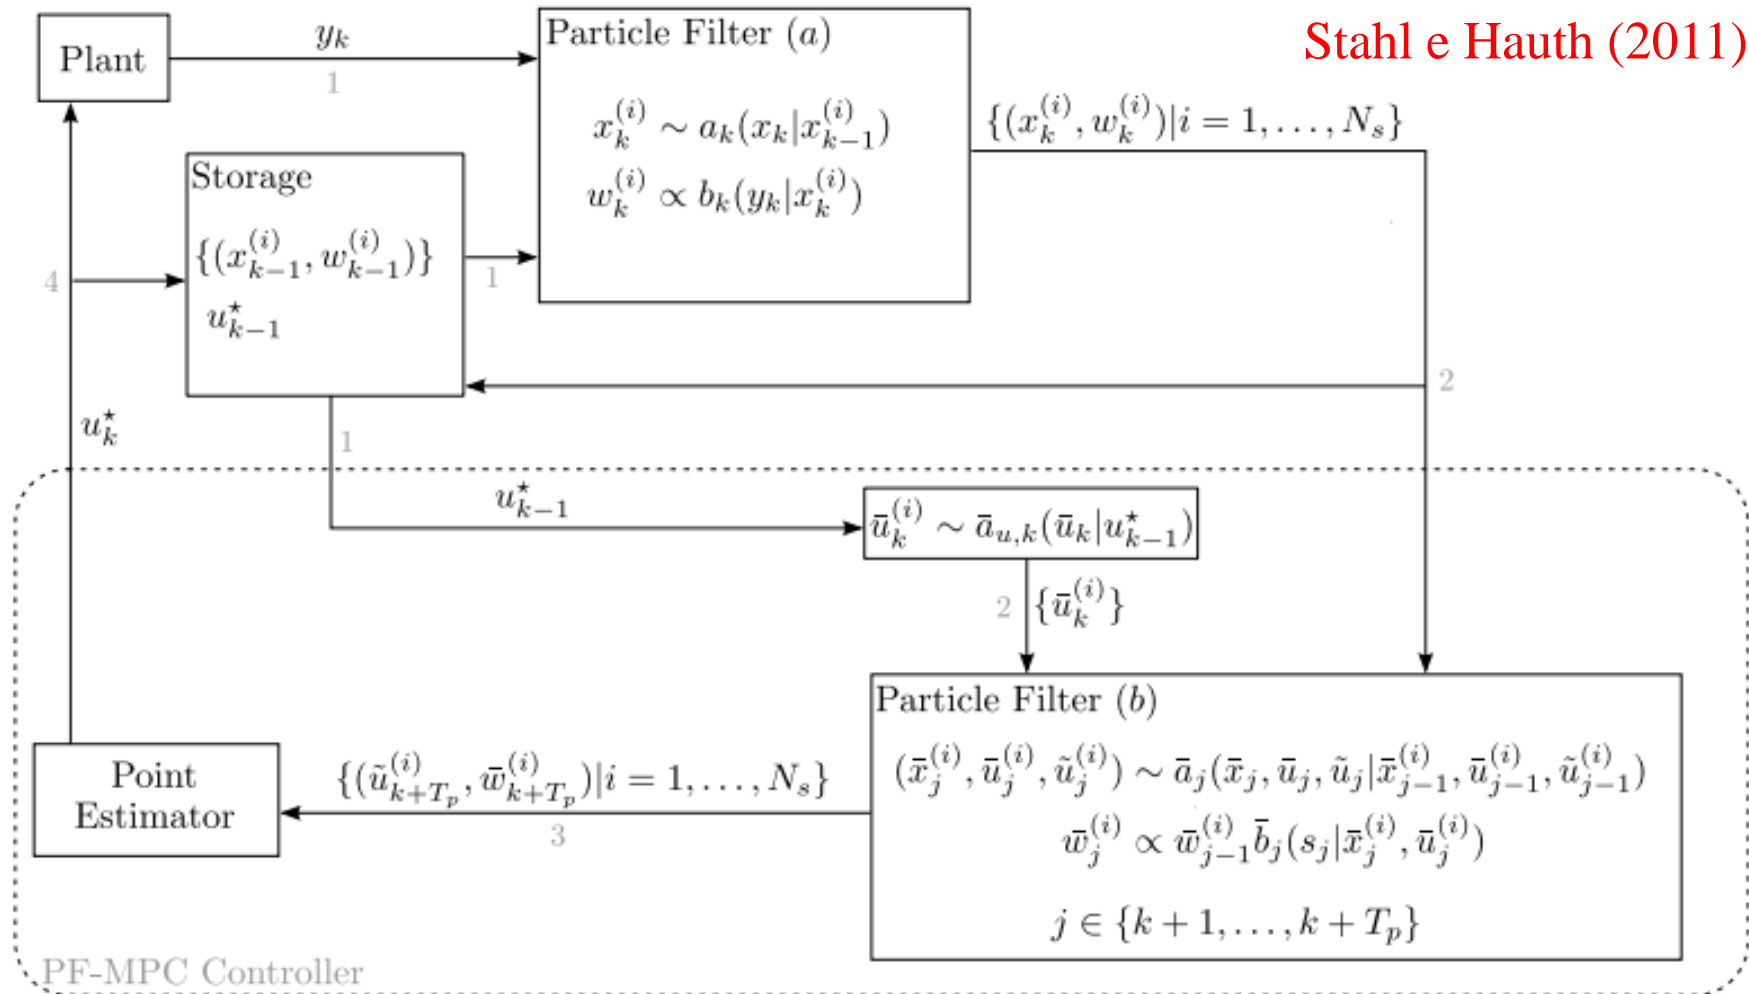 Stahl e Hauth (2011)
Plant
y_k
1
Particle Filter (a)
x_k^{(i)} ∼ a_k(x_k|x_{k-1}^{(i)})
w_k^{(i)} ∝ b_k(y_k|x_k^{(i)})
{(x_k^{(i)}, w_k^{(i)})|i = 1, . . . , N_s}
Storage
{(x_{k-1}^{(i)}, w_{k-1}^{(i)})}
u_{k-1}^⋆
1
4
2
u_k^⋆
1
u_{k-1}^⋆
ū_k^{(i)} ∼ ā_{u,k}(ū_k|u_{k-1}^⋆)
2
{ū_k^{(i)}}
Particle Filter (b)
(x̄_j^{(i)}, ū_j^{(i)}, ũ_j^{(i)}) ∼ ā_j(x̄_j, ū_j, ũ_j|x̄_{j-1}^{(i)}, ū_{j-1}^{(i)}, ũ_{j-1}^{(i)})
w̄_j^{(i)} ∝ w̄_{j-1}^{(i)} b̄_j(s_j|x̄_j^{(i)}, ū_j^{(i)})
j ∈ {k + 1, . . . , k + T_p}
{(ũ_{k+T_p}^{(i)}, w̄_{k+T_p}^{(i)})|i = 1, . . . , N_s}
3
Point
Estimator
PF-MPC Controller